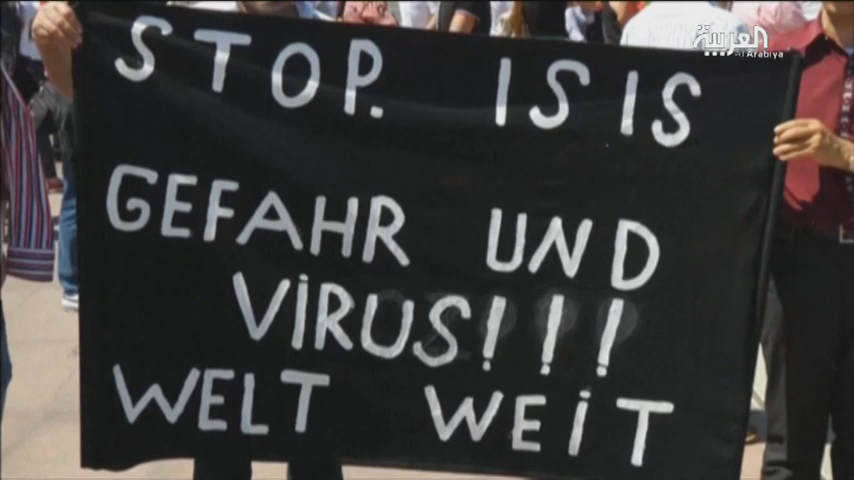 العربية
Al Arabiya
STOP. ISIS
GEFAHR UND
VIRUS!!!
WELT WEIT